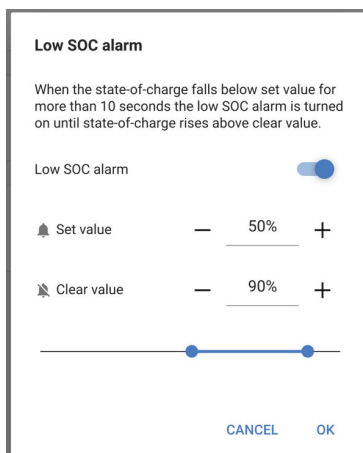 Low SOC alarm
When the state-of-charge falls below set value for
more than 10 seconds the low SOC alarm is turned
on until state-of-charge rises above clear value.
Low SOC alarm
Set value − 50% +
Clear value − 90% +
CANCEL OK